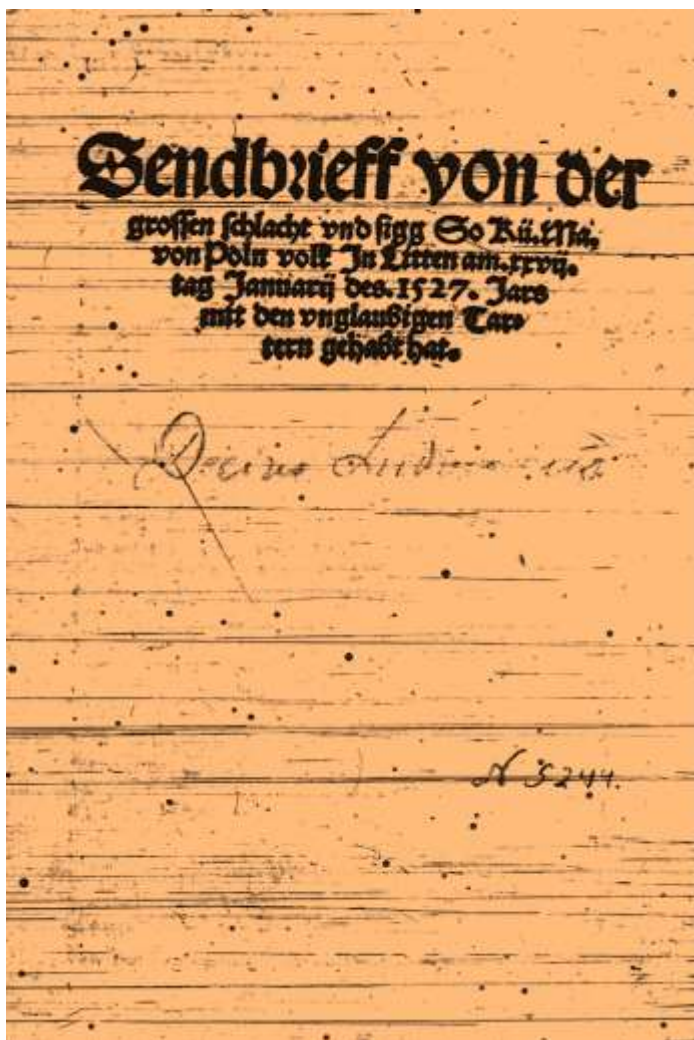 Sendbrieff von der
grossen schlacht vnd sigg So Kü. Ma.
von Poln volk In Litten am. xxvij.
tag Januarij des. 1527. Jars
mit den vnglaubigen Tar-
tern gehabt hat.
N 5244.